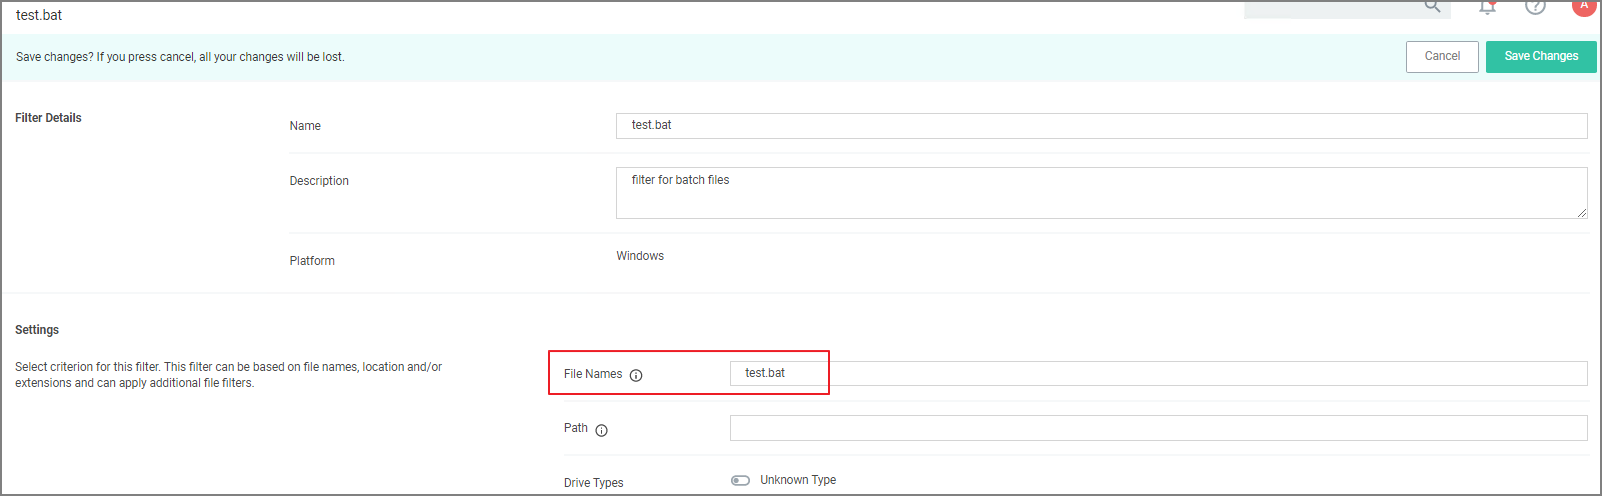 test.bat
A
Save changes? If you press cancel, all your changes will be lost.
Cancel
Save Changes
Filter Details
Name
test.bat
Description
filter for batch files
Platform
Windows
Settings
Select criterion for this filter. This filter can be based on file names, location and/or
extensions and can apply additional file filters.
File Names
test.bat
Path
Drive Types
Unknown Type